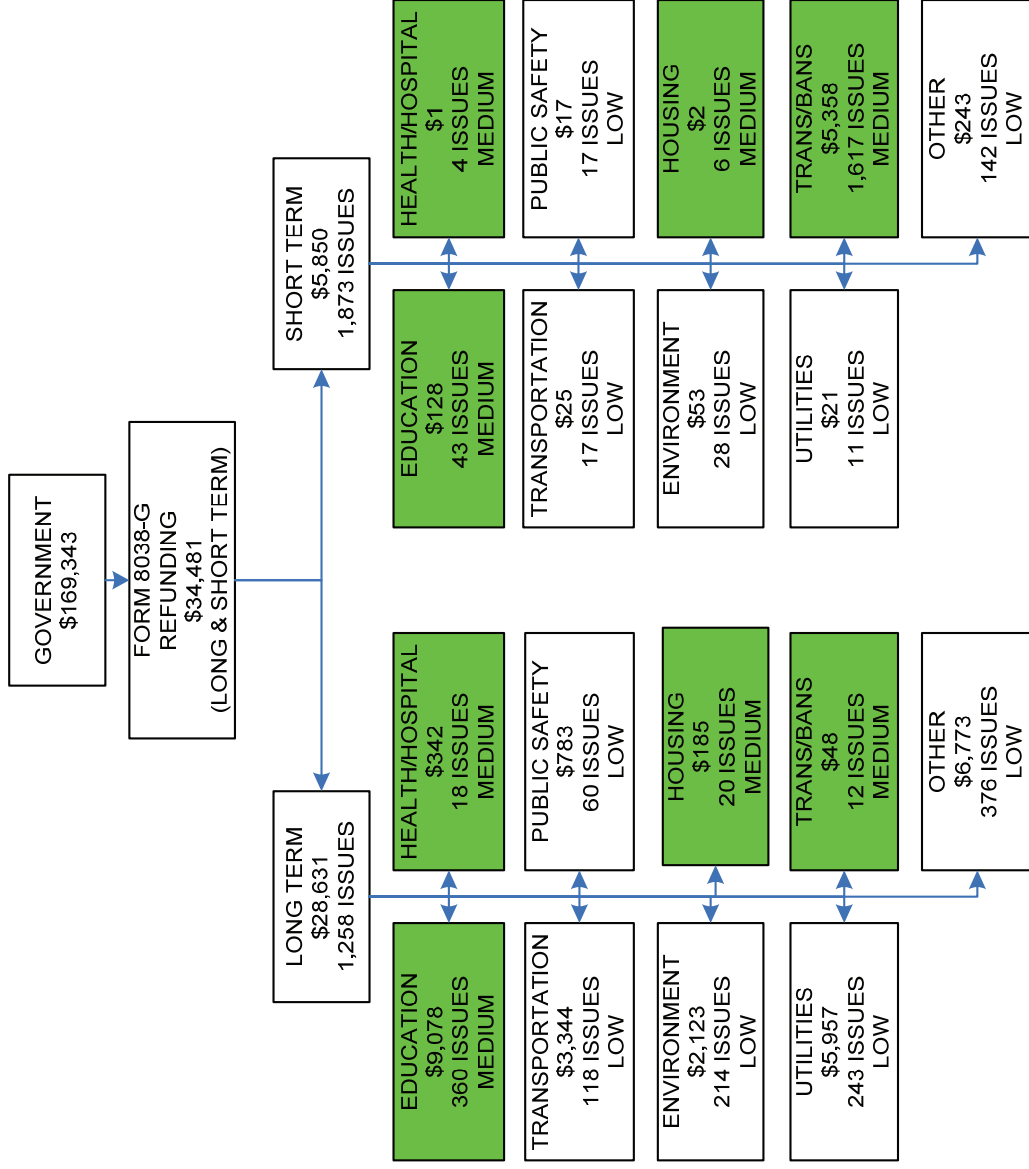 GOVERNMENT
$169,343
FORM 8038-G
REFUNDING
$34,481
(LONG & SHORT TERM)
LONG TERM
$28,631
1,258 ISSUES
SHORT TERM
$5,850
1,873 ISSUES
EDUCATION
$9,078
360 ISSUES
MEDIUM
HEALTH/HOSPITAL
$342
18 ISSUES
MEDIUM
TRANSPORTATION
$3,344
118 ISSUES
LOW
PUBLIC SAFETY
$783
60 ISSUES
LOW
ENVIRONMENT
$2,123
214 ISSUES
LOW
HOUSING
$185
20 ISSUES
MEDIUM
UTILITIES
$5,957
243 ISSUES
LOW
TRANS/BANS
$48
12 ISSUES
MEDIUM
OTHER
$6,773
376 ISSUES
LOW
EDUCATION
$128
43 ISSUES
MEDIUM
HEALTH/HOSPITAL
$1
4 ISSUES
MEDIUM
TRANSPORTATION
$25
17 ISSUES
LOW
PUBLIC SAFETY
$17
17 ISSUES
LOW
ENVIRONMENT
$53
28 ISSUES
LOW
HOUSING
$2
6 ISSUES
MEDIUM
UTILITIES
$21
11 ISSUES
LOW
TRANS/BANS
$5,358
1,617 ISSUES
MEDIUM
OTHER
$243
142 ISSUES
LOW